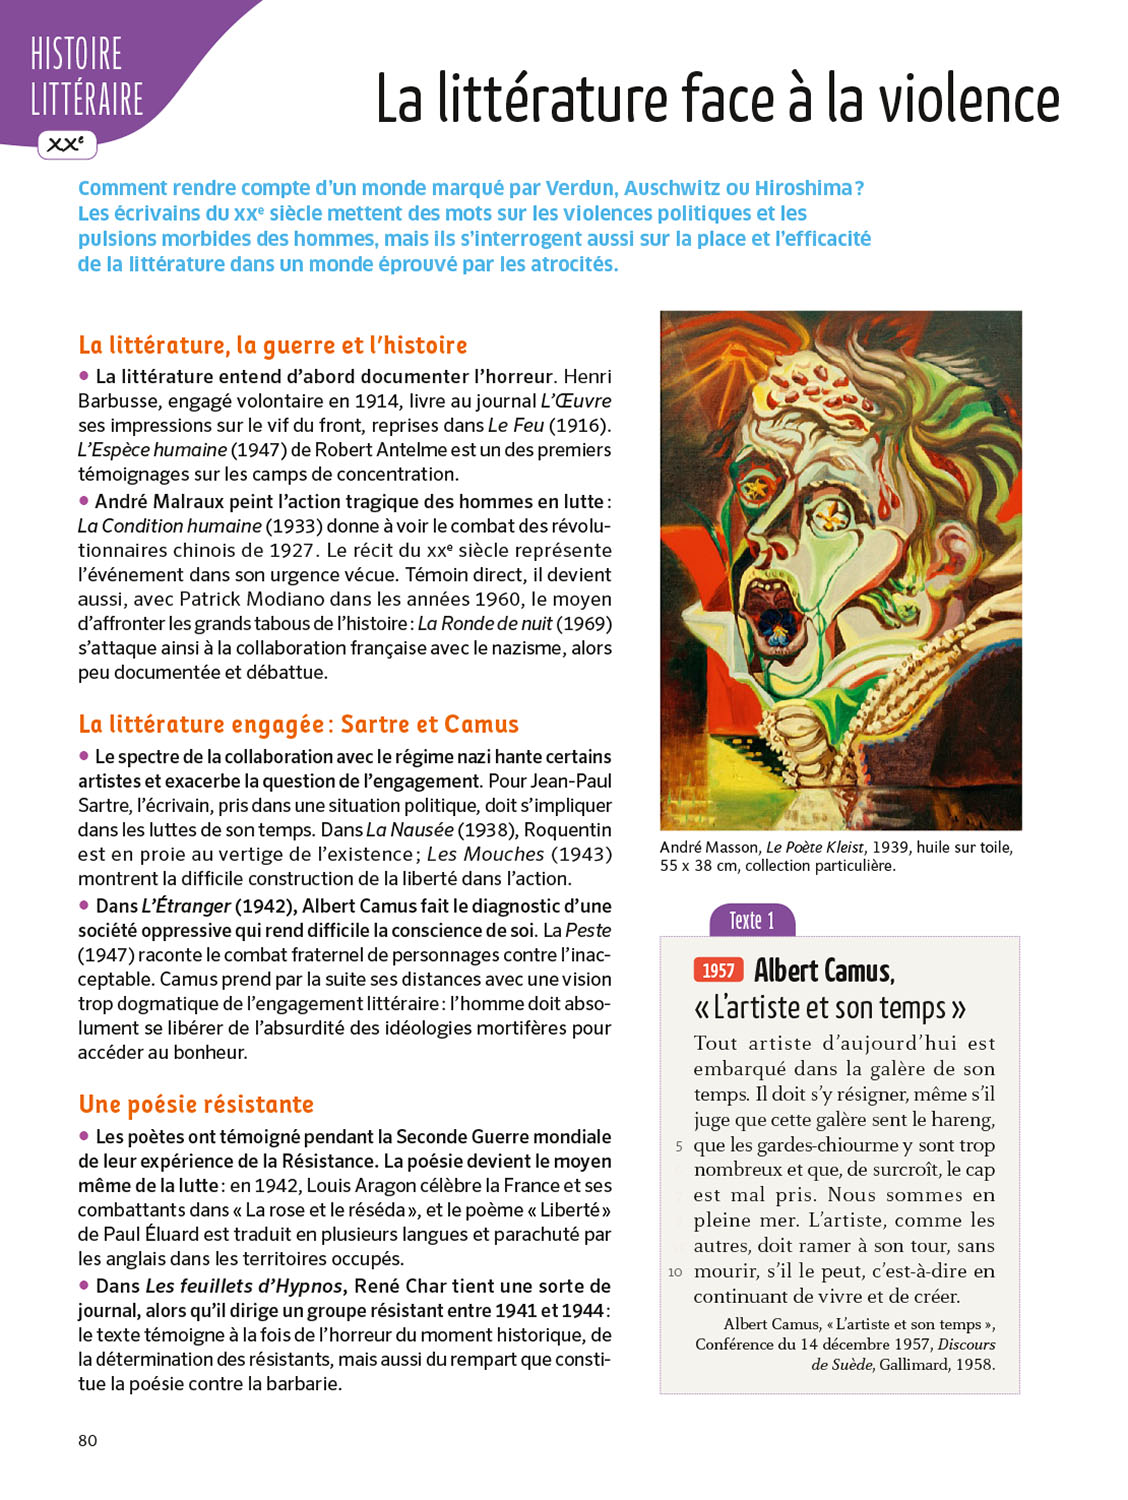 HISTOIRE
LITTÉRAIRE
XXe
La littérature face à la violence
Comment rendre compte d’un monde marqué par Verdun, Auschwitz ou Hiroshima ?
Les écrivains du XXe siècle mettent des mots sur les violences politiques et les
pulsions morbides des hommes, mais ils s’interrogent aussi sur la place et l’efficacité
de la littérature dans un monde éprouvé par les atrocités.
La littérature, la guerre et l’histoire
• La littérature entend d’abord documenter l’horreur. Henri
Barbusse, engagé volontaire en 1914, livre au journal L’Œuvre
ses impressions sur le vif du front, reprises dans Le Feu (1916).
L’Espèce humaine (1947) de Robert Antelme est un des premiers
témoignages sur les camps de concentration.
• André Malraux peint l’action tragique des hommes en lutte :
La Condition humaine (1933) donne à voir le combat des révolu-
tionnaires chinois de 1927. Le récit du XXe siècle représente
l’événement dans son urgence vécue. Témoin direct, il devient
aussi, avec Patrick Modiano dans les années 1960, le moyen
d’affronter les grands tabous de l’histoire : La Ronde de nuit (1969)
s’attaque ainsi à la collaboration française avec le nazisme, alors
peu documentée et débattue.
La littérature engagée : Sartre et Camus
• Le spectre de la collaboration avec le régime nazi hante certains
artistes et exacerbe la question de l’engagement. Pour Jean-Paul
Sartre, l’écrivain, pris dans une situation politique, doit s’impliquer
dans les luttes de son temps. Dans La Nausée (1938), Roquentin
est en proie au vertige de l’existence ; Les Mouches (1943)
montrent la difficile construction de la liberté dans l’action.
• Dans L’Étranger (1942), Albert Camus fait le diagnostic d’une
société oppressive qui rend difficile la conscience de soi. La Peste
(1947) raconte le combat fraternel de personnages contre l’inac-
ceptable. Camus prend par la suite ses distances avec une vision
trop dogmatique de l’engagement littéraire : l’homme doit abso-
lument se libérer de l’absurdité des idéologies mortifères pour
accéder au bonheur.
Une poésie résistante
• Les poètes ont témoigné pendant la Seconde Guerre mondiale
de leur expérience de la Résistance. La poésie devient le moyen
même de la lutte : en 1942, Louis Aragon célèbre la France et ses
combattants dans « La rose et le réséda », et le poème « Liberté »
de Paul Éluard est traduit en plusieurs langues et parachuté par
les anglais dans les territoires occupés.
• Dans Les feuillets d’Hypnos, René Char tient une sorte de
journal, alors qu’il dirige un groupe résistant entre 1941 et 1944 :
le texte témoigne à la fois de l’horreur du moment historique, de
la détermination des résistants, mais aussi du rempart que consti-
tue la poésie contre la barbarie.
André Masson, Le Poète Kleist, 1939, huile sur toile,
55 x 38 cm, collection particulière.
Texte 1
1957 Albert Camus,
« L’artiste et son temps »
Tout artiste d’aujourd’hui est
embarqué dans la galère de son
temps. Il doit s’y résigner, même s’il
juge que cette galère sent le hareng,
5 que les gardes-chiourme y sont trop
nombreux et que, de surcroît, le cap
est mal pris. Nous sommes en
pleine mer. L’artiste, comme les
autres, doit ramer à son tour, sans
10 mourir, s’il le peut, c’est-à-dire en
continuant de vivre et de créer.
Albert Camus, « L’artiste et son temps »,
Conférence du 14 décembre 1957, Discours
de Suède, Gallimard, 1958.
80